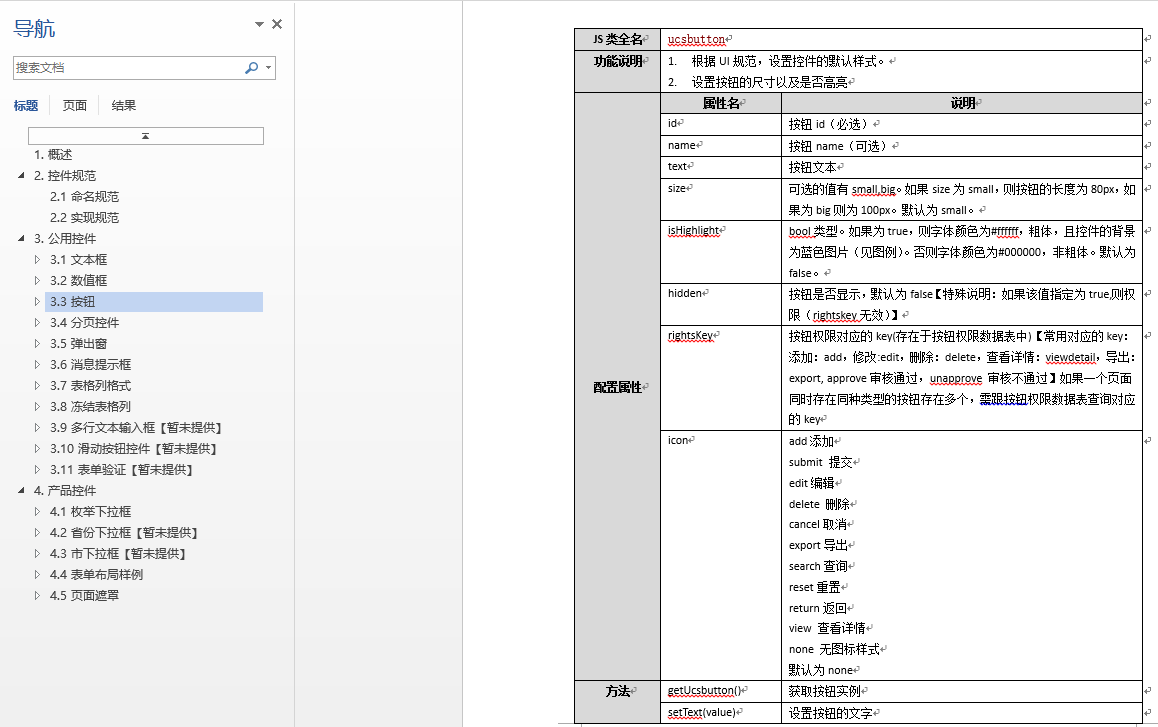 导航
搜索文档
标题 页面 结果
1. 概述
2. 控件规范
2.1 命名规范
2.2 实现规范
3. 公用控件
3.1 文本框
3.2 数值框
3.3 按钮
3.4 分页控件
3.5 弹出窗
3.6 消息提示框
3.7 表格列格式
3.8 冻结表格列
3.9 多行文本输入框【暂未提供】
3.10 滑动按钮控件【暂未提供】
3.11 表单验证【暂未提供】
4. 产品控件
4.1 枚举下拉框
4.2 省份下拉框【暂未提供】
4.3 市下拉框【暂未提供】
4.4 表单布局样例
4.5 页面遮罩
JS 类全名 ucsbutton
功能说明 1. 根据 UI 规范，设置控件的默认样式。
2. 设置按钮的尺寸以及是否高亮
配置属性
属性名 说明
id 按钮 id（必选）
name 按钮 name（可选）
text 按钮文本
size 可选的值有 small,big。如果 size 为 small，则按钮的长度为 80px，如
果为 big 则为 100px。默认为 small。
isHighlight bool 类型。如果为 true，则字体颜色为#ffffff，粗体，且控件的背景
为蓝色图片（见图例）。否则字体颜色为#000000，非粗体。默认为
false。
hidden 按钮是否显示，默认为 false【特殊说明：如果该值指定为 true,则权
限（rightskey 无效）】
rightsKey 按钮权限对应的 key(存在于按钮权限数据表中)【常用对应的 key：
添加：add，修改:edit，删除：delete，查看详情：viewdetail，导出：
export, approve 审核通过，unapprove 审核不通过】如果一个页面
同时存在同种类型的按钮存在多个，需限按钮权限数据表查询对应
的 key
icon add 添加
submit 提交
edit 编辑
delete 删除
cancel 取消
export 导出
search 查询
reset 重置
return 返回
view 查看详情
none 无图标样式
默认为 none
方法 getUcsbutton() 获取按钮实例
setText(value) 设置按钮的文字